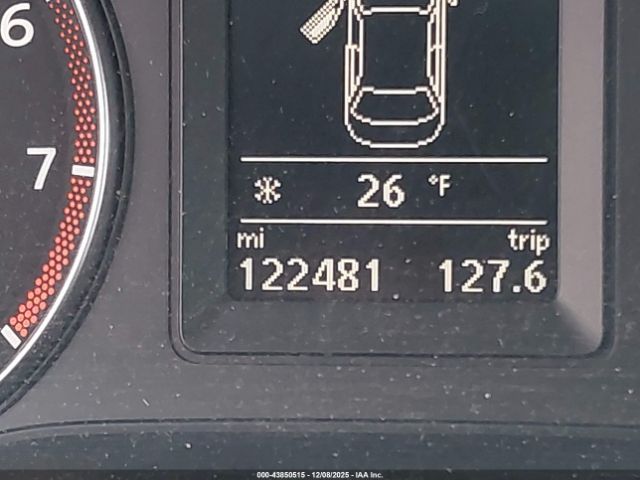 6
7
26 °F
mi trip
122481 127.6
000-43850515 - 12/08/2025 - IAA Inc.